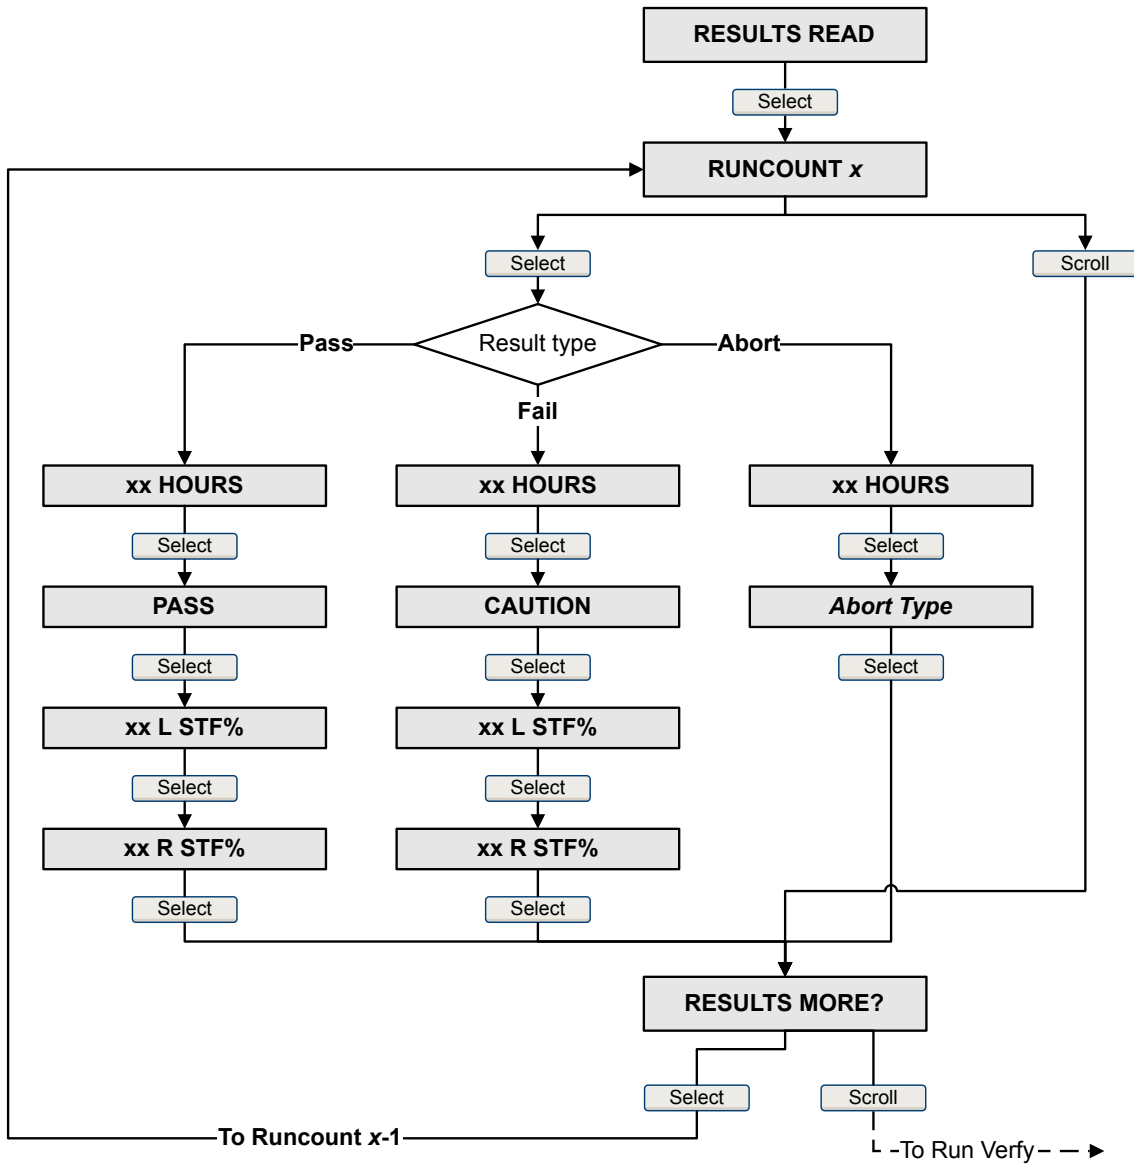 RESULTS READ
Select
RUNCOUNT x
Select
Scroll
Pass
Result type
Abort
Fail
xx HOURS
xx HOURS
xx HOURS
Select
Select
Select
PASS
CAUTION
Abort Type
Select
Select
Select
xx L STF%
xx L STF%
Select
Select
xx R STF%
xx R STF%
Select
Select
RESULTS MORE?
Select
Scroll
To Runcount x-1
To Run Verfy